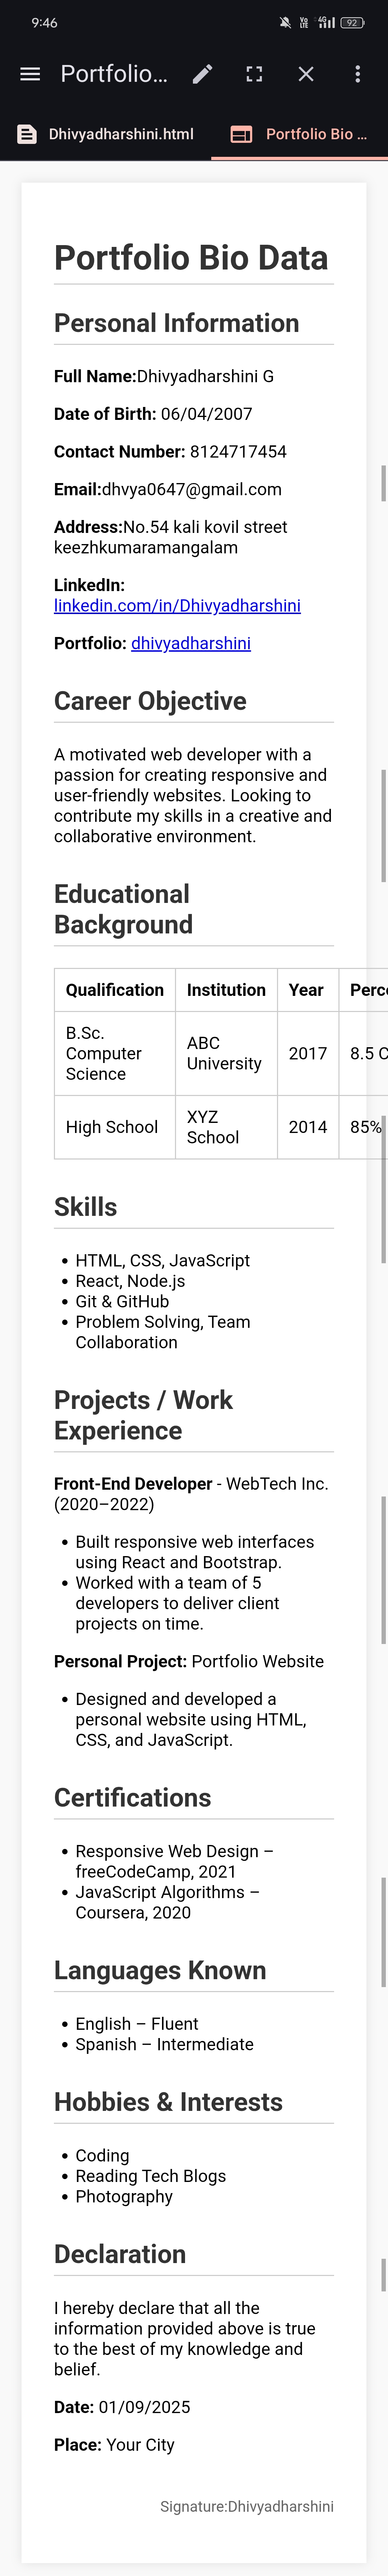 9:46
Vo LTE 4G 92
Portfolio...
Dhivyadharshini.html
Portfolio Bio ...
Portfolio Bio Data
Personal Information
Full Name:Dhivyadharshini G
Date of Birth: 06/04/2007
Contact Number: 8124717454
Email:dhvya0647@gmail.com
Address:No.54 kali kovil street
keezhkumaramangalam
LinkedIn:
linkedin.com/in/Dhivyadharshini
Portfolio: dhivyadharshini
Career Objective
A motivated web developer with a
passion for creating responsive and
user-friendly websites. Looking to
contribute my skills in a creative and
collaborative environment.
Educational
Background
Qualification Institution Year
B.Sc.
Computer
Science
ABC
University
2017 8.5
High School
XYZ
School
2014 85%
Skills
• HTML, CSS, JavaScript
• React, Node.js
• Git & GitHub
• Problem Solving, Team
Collaboration
Projects / Work
Experience
Front-End Developer - WebTech Inc.
(2020–2022)
• Built responsive web interfaces
using React and Bootstrap.
• Worked with a team of 5
developers to deliver client
projects on time.
Personal Project: Portfolio Website
• Designed and developed a
personal website using HTML,
CSS, and JavaScript.
Certifications
• Responsive Web Design –
freeCodeCamp, 2021
• JavaScript Algorithms –
Coursera, 2020
Languages Known
• English – Fluent
• Spanish – Intermediate
Hobbies & Interests
• Coding
• Reading Tech Blogs
• Photography
Declaration
I hereby declare that all the
information provided above is true
to the best of my knowledge and
belief.
Date: 01/09/2025
Place: Your City
Signature:Dhivyadharshini